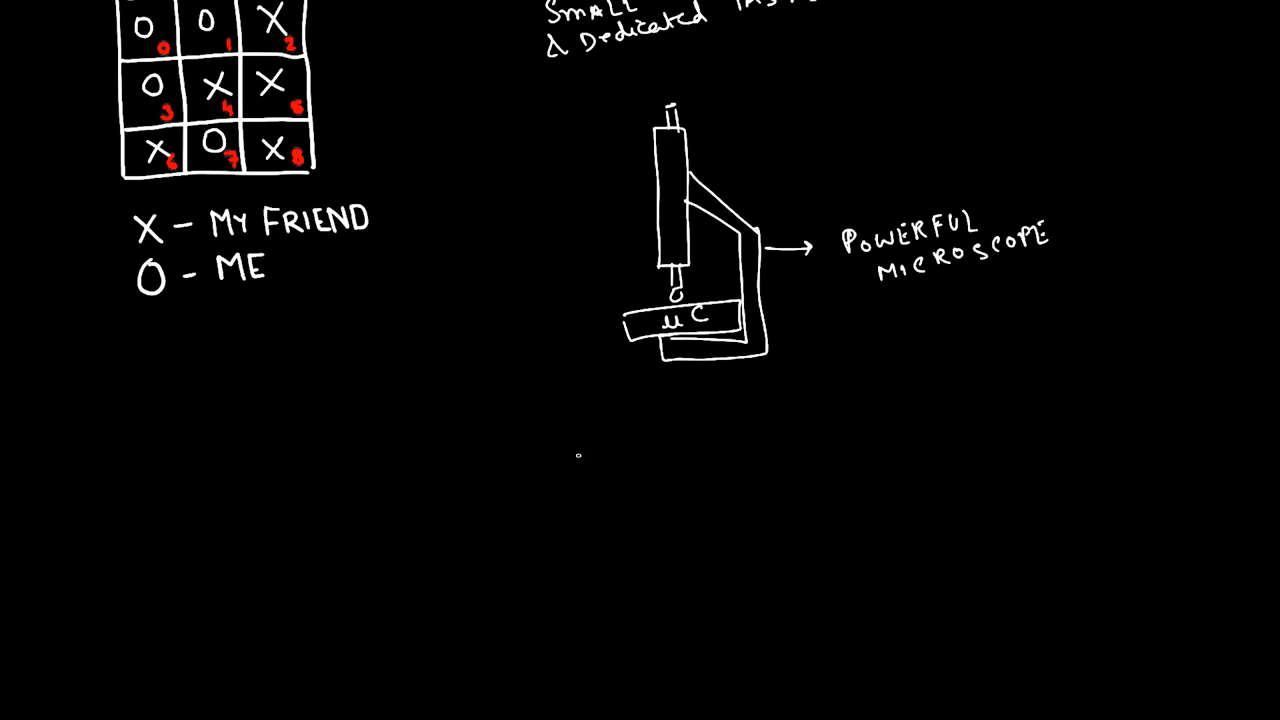 O O X
0 1 2
O X X
3 4 5
X O X
6 7 8
X - MY FRIEND
O - ME
SMALL
& Dedicated
POWERFUL
MICROSCOPE
μC